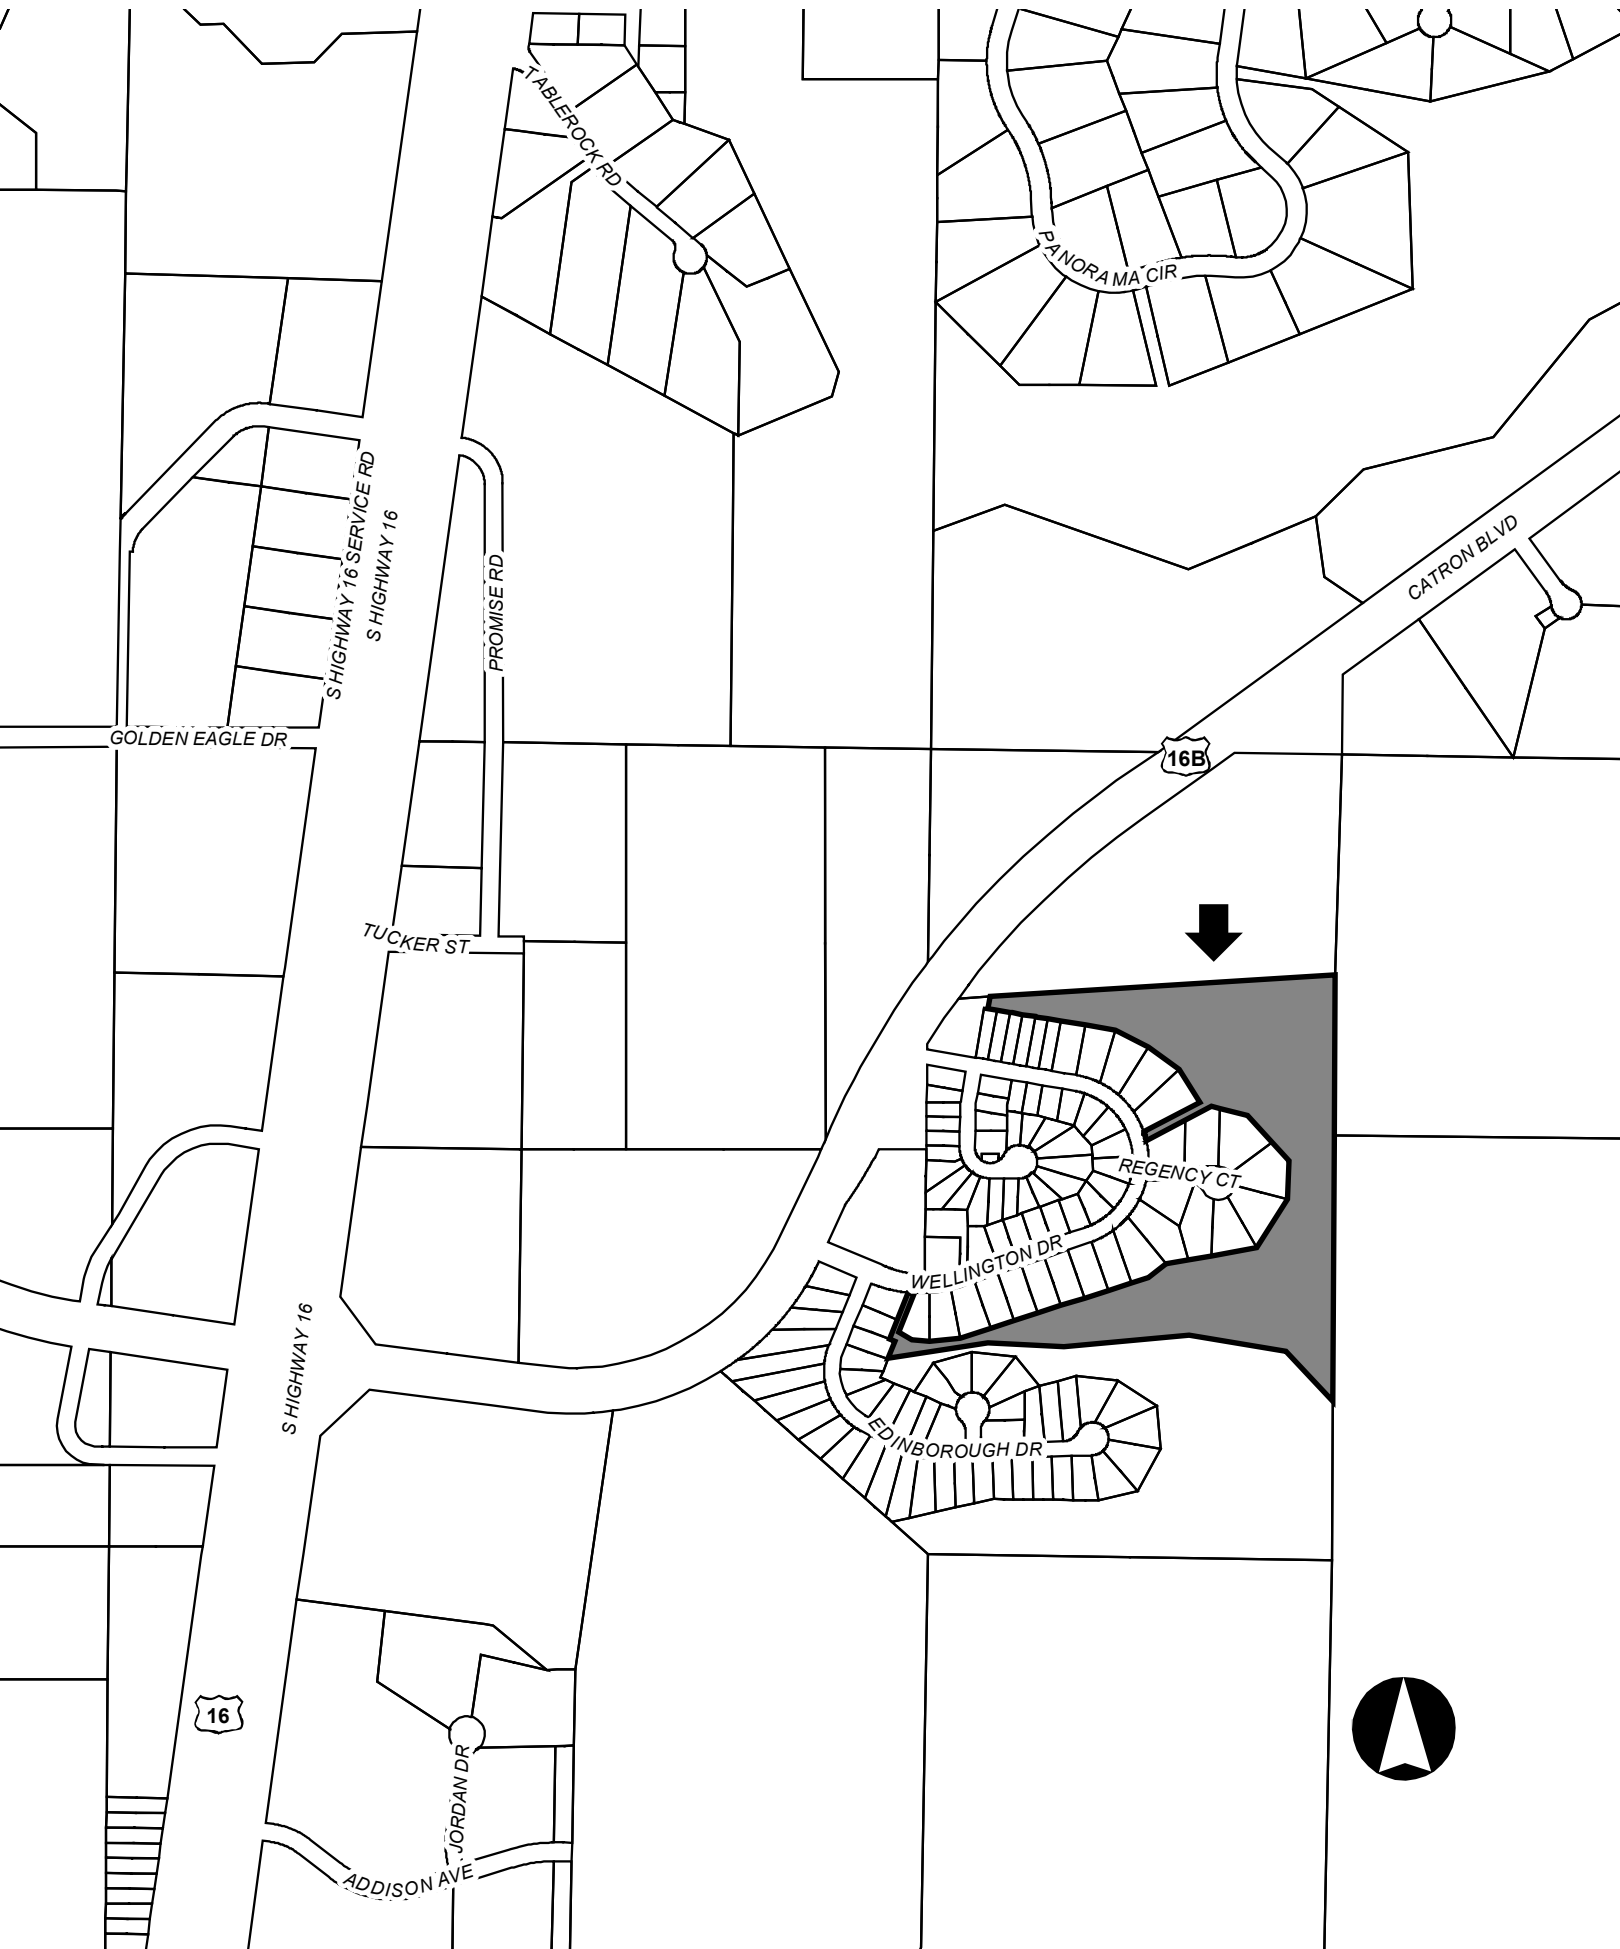 TABLEROCK RD
PANORAMA CIR
S HIGHWAY 16 SERVICE RD
S HIGHWAY 16
PROMISE RD
CATRON BLVD
GOLDEN EAGLE DR
16B
TUCKER ST
REGENCY CT
WELLINGTON DR
S HIGHWAY 16
EDINBOROUGH DR
16
JORDAN DR
ADDISON AVE